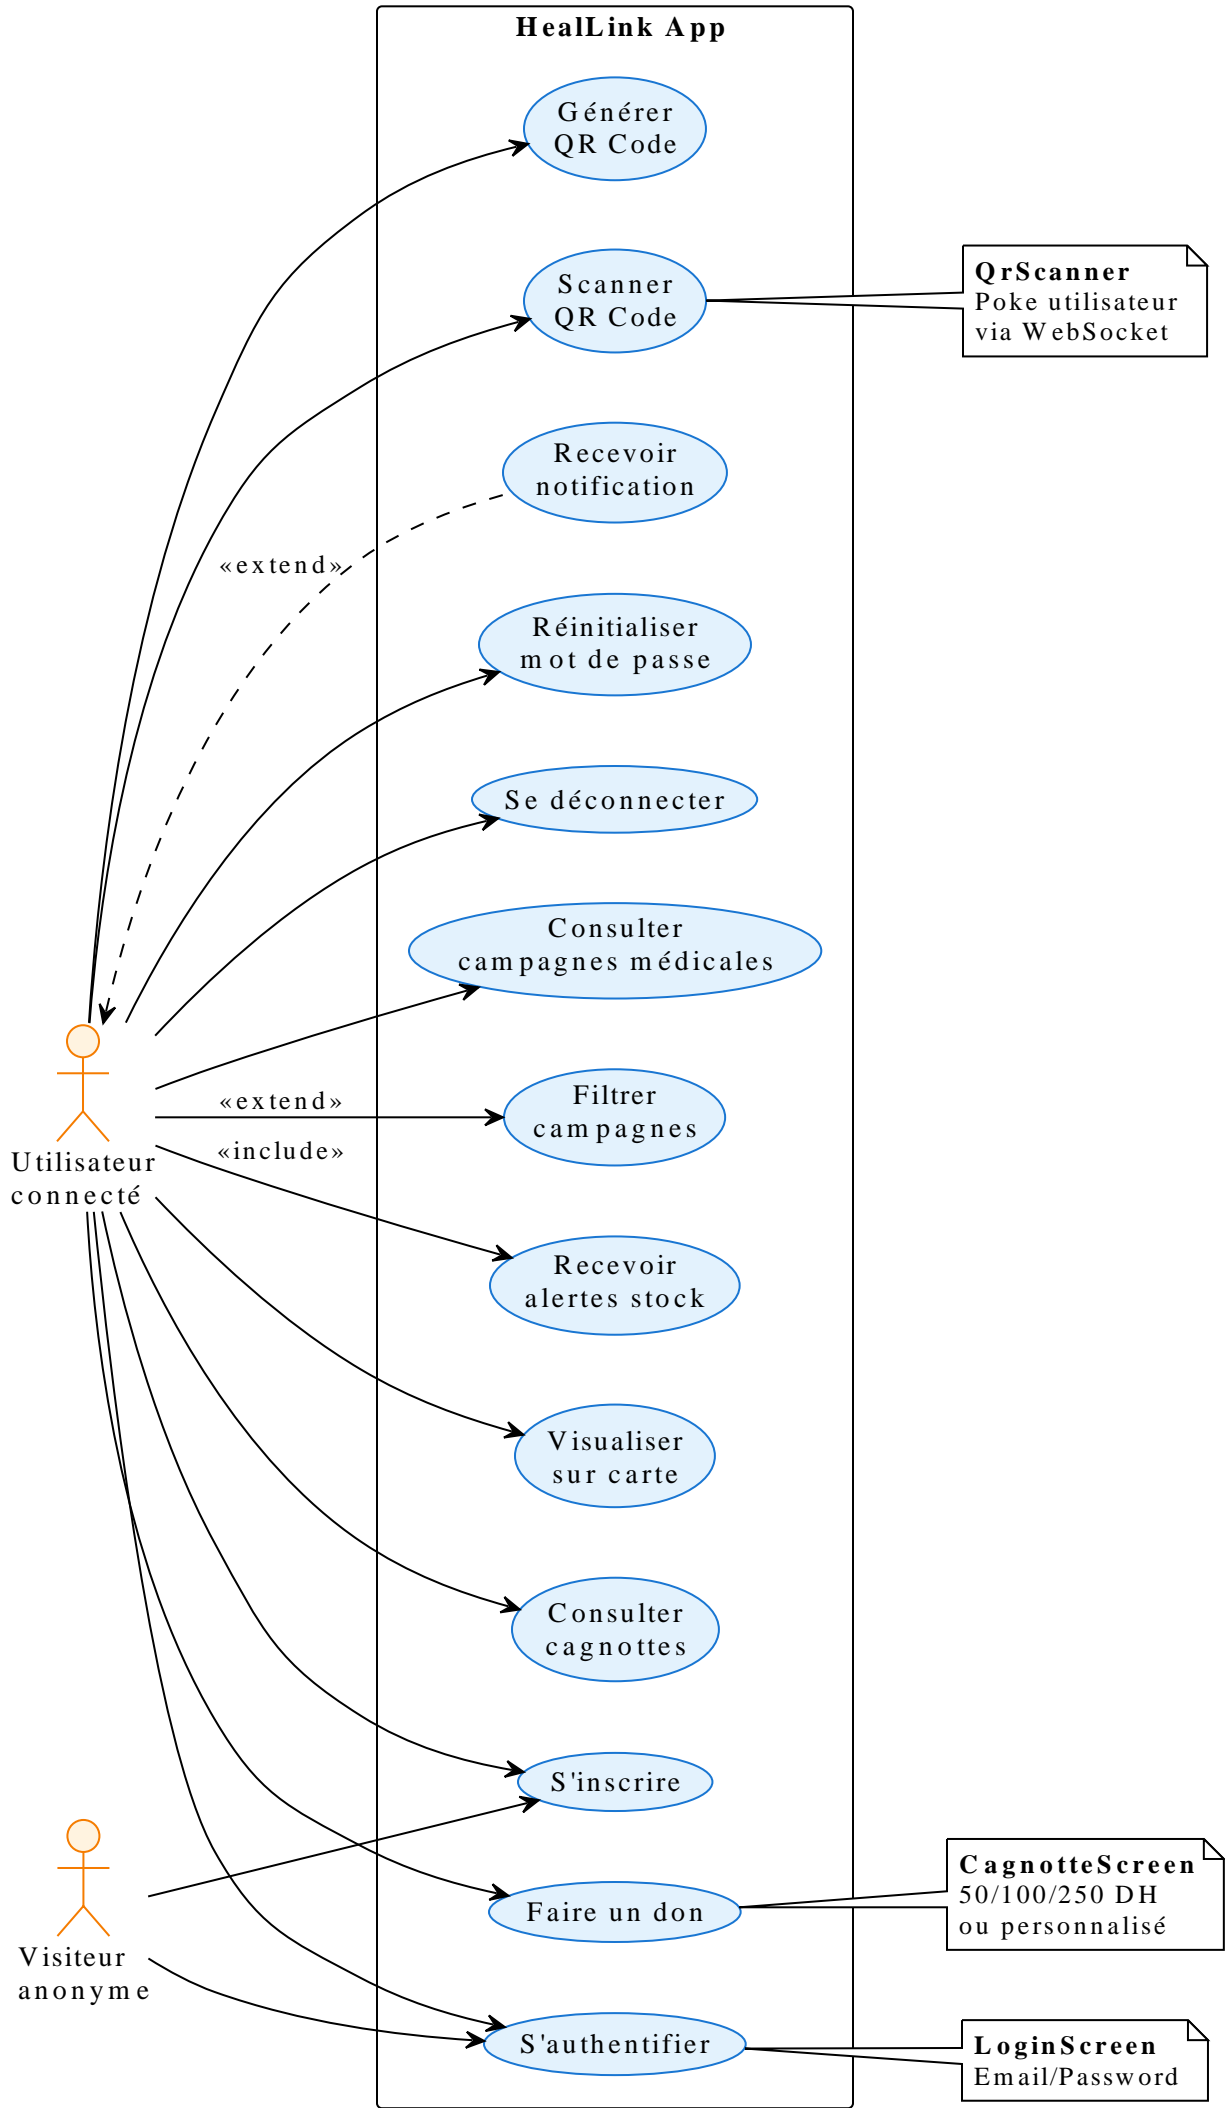 HealLink App
Générer
QR Code
Scanner
QR Code
QrScanner
Poke utilisateur
via WebSocket
Recevoir
notification
«extend»
Réinitialiser
mot de passe
Se déconnecter
Consulter
campagnes médicales
«extend»
Filtrer
campagnes
«include»
Utilisateur
connecté
Recevoir
alertes stock
Visualiser
sur carte
Consulter
cagnottes
S'inscrire
CagnotteScreen
50/100/250 DH
ou personnalisé
Faire un don
Visiteur
anonyme
S'authentifier
LoginScreen
Email/Password